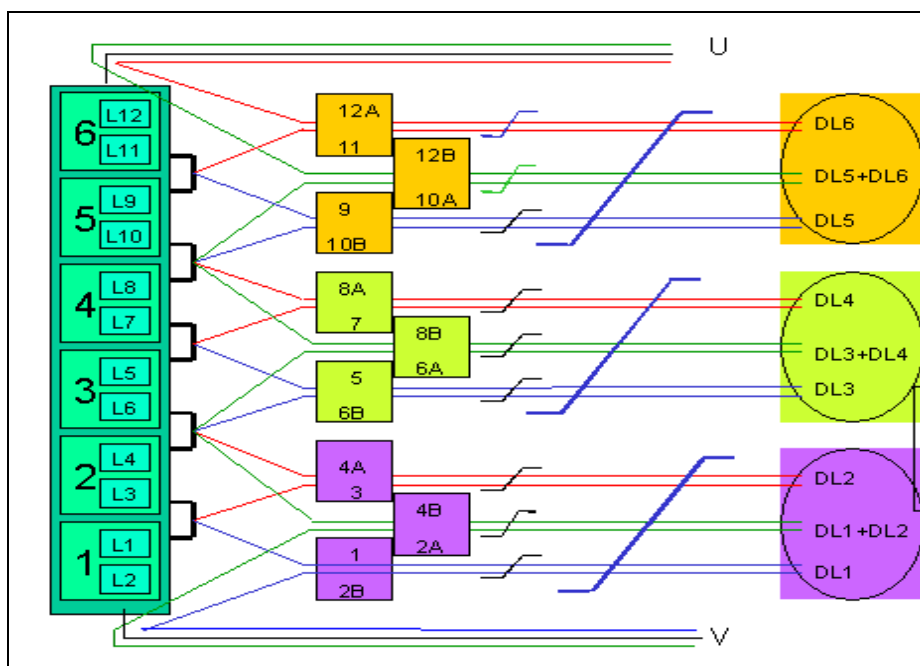 U
6
L12
L11
5
L9
L10
4
L8
L7
3
L5
L6
2
L4
L3
1
L1
L2
12A
11
12B
10A
9
10B
8A
7
8B
6A
5
6B
4A
3
4B
2A
1
2B
DL6
DL5+DL6
DL5
DL4
DL3+DL4
DL3
DL2
DL1+DL2
DL1
V